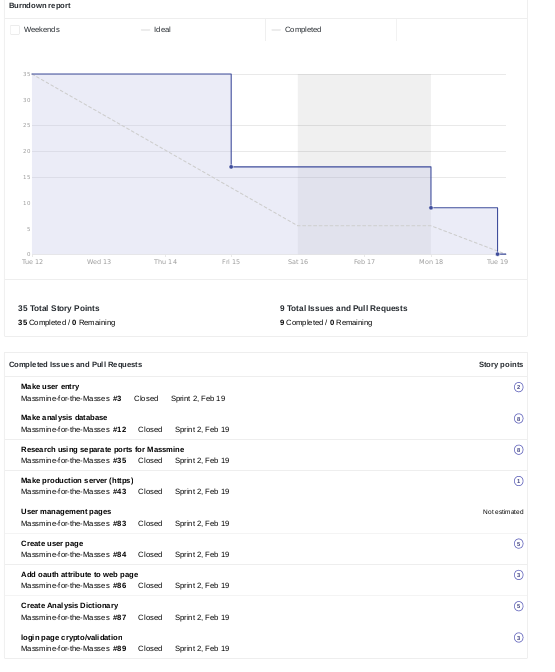 Burndown report
Weekends
Ideal
Completed
35
30
25
20
15
10
5
0
Tue 12
Wed 13
Thu 14
Fri 15
Sat 16
Feb 17
Mon 18
Tue 19
35 Total Story Points
35 Completed / 0 Remaining
9 Total Issues and Pull Requests
9 Completed / 0 Remaining
Completed Issues and Pull Requests Story points
Make user entry 2
Massmine-for-the-Masses #3 Closed Sprint 2, Feb 19
Make analysis database 8
Massmine-for-the-Masses #12 Closed Sprint 2, Feb 19
Research using separate ports for Massmine 8
Massmine-for-the-Masses #35 Closed Sprint 2, Feb 19
Make production server (https) 1
Massmine-for-the-Masses #43 Closed Sprint 2, Feb 19
User management pages Not estimated
Massmine-for-the-Masses #83 Closed Sprint 2, Feb 19
Create user page 5
Massmine-for-the-Masses #84 Closed Sprint 2, Feb 19
Add oauth attribute to web page 3
Massmine-for-the-Masses #86 Closed Sprint 2, Feb 19
Create Analysis Dictionary 5
Massmine-for-the-Masses #87 Closed Sprint 2, Feb 19
login page crypto/validation 3
Massmine-for-the-Masses #89 Closed Sprint 2, Feb 19